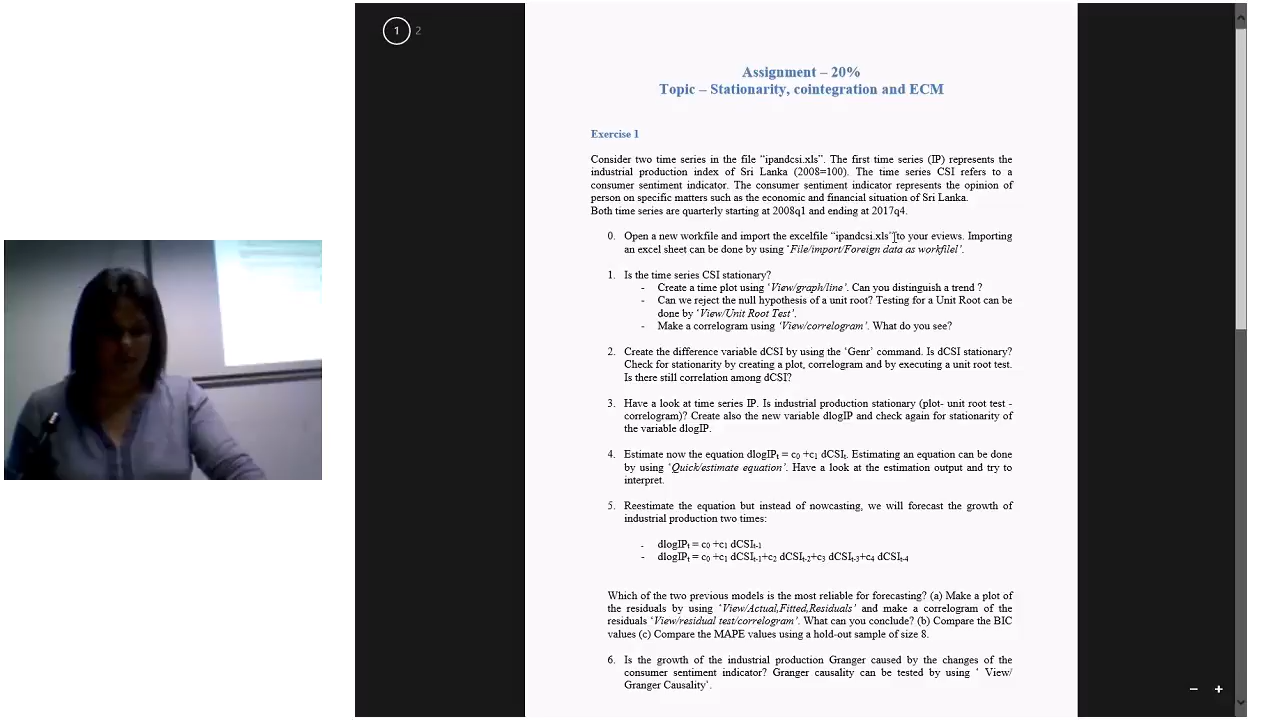 1 2
Assignment – 20%
Topic – Stationarity, cointegration and ECM
Exercise 1
Consider two time series in the file “ipandcsi.xls”. The first time series (IP) represents the
industrial production index of Sri Lanka (2008=100). The time series CSI refers to a
consumer sentiment indicator. The consumer sentiment indicator represents the opinion of
person on specific matters such as the economic and financial situation of Sri Lanka.
Both time series are quarterly starting at 2008q1 and ending at 2017q4.
0. Open a new workfile and import the excelfile “ipandcsi.xls” to your eviews. Importing
an excel sheet can be done by using ‘File/import/Foreign data as workfilel’.
1. Is the time series CSI stationary?
- Create a time plot using ‘View/graph/line’. Can you distinguish a trend ?
- Can we reject the null hypothesis of a unit root? Testing for a Unit Root can be
done by ‘View/Unit Root Test’.
- Make a correlogram using ‘View/correlogram’. What do you see?
2. Create the difference variable dCSI by using the ‘Genr’ command. Is dCSI stationary?
Check for stationarity by creating a plot, correlogram and by executing a unit root test.
Is there still correlation among dCSI?
3. Have a look at time series IP. Is industrial production stationary (plot- unit root test -
correlogram)? Create also the new variable dlogIP and check again for stationarity of
the variable dlogIP.
4. Estimate now the equation dlogIPt = c0 +c1 dCSIt. Estimating an equation can be done
by using ‘Quick/estimate equation’. Have a look at the estimation output and try to
interpret.
5. Reestimate the equation but instead of nowcasting, we will forecast the growth of
industrial production two times:
- dlogIPt = c0 +c1 dCSIt-1
- dlogIPt = c0 +c1 dCSIt-1+c2 dCSIt-2+c3 dCSIt-3+c4 dCSIt-4
Which of the two previous models is the most reliable for forecasting? (a) Make a plot of
the residuals by using ‘View/Actual,Fitted,Residuals’ and make a correlogram of the
residuals ‘View/residual test/correlogram’. What can you conclude? (b) Compare the BIC
values (c) Compare the MAPE values using a hold-out sample of size 8.
6. Is the growth of the industrial production Granger caused by the changes of the
consumer sentiment indicator? Granger causality can be tested by using ‘ View/
Granger Causality’.